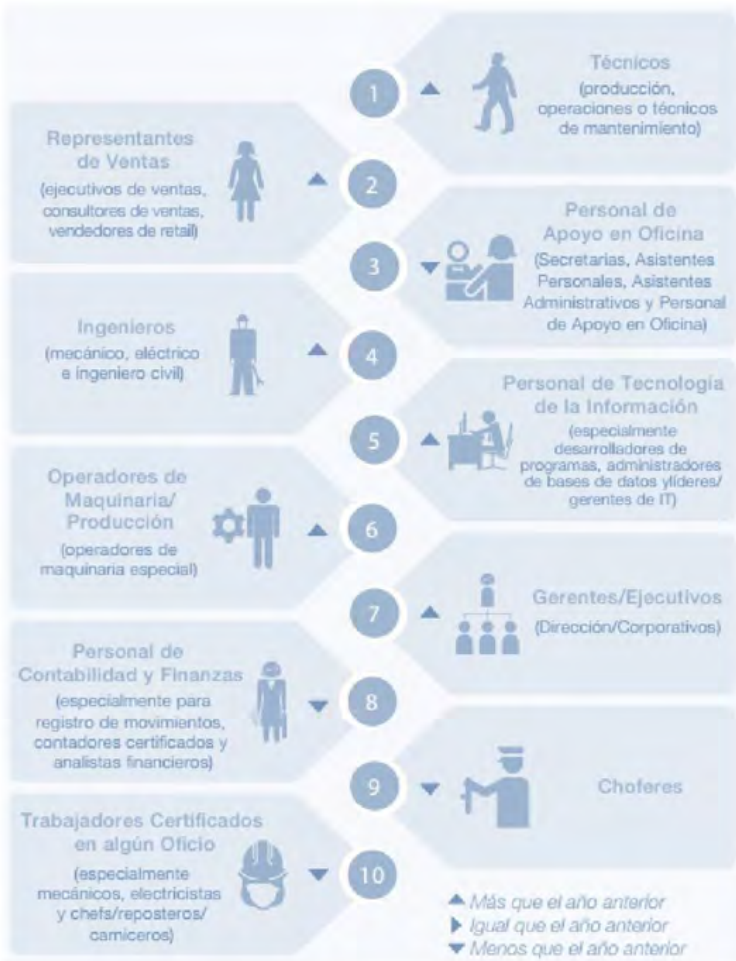 1
Técnicos
(producción,
operaciones o técnicos
de mantenimiento)
Representantes
de Ventas
(ejecutivos de ventas,
consultores de ventas,
vendedores de retail)
2
Personal de
Apoyo en Oficina
(Secretarias, Asistentes
Personales, Asistentes
Administrativos y Personal
de Apoyo en Oficina)
3
Ingenieros
(mecánico, eléctrico
e ingeniero civil)
4
Personal de Tecnología
de la Información
(especialmente
desarrolladores de
programas, administradores
de bases de datos ylíderes/
gerentes de IT)
5
Operadores de
Maquinaria/
Producción
(operadores de
maquinaria especial)
6
7
Gerentes/Ejecutivos
(Dirección/Corporativos)
Personal de
Contabilidad y Finanzas
(especialmente para
registro de movimientos,
contadores certificados y
analistas financieros)
8
9
Choferes
Trabajadores Certificados
en algún Oficio
(especialmente
mecánicos, electricistas
y chefs/reposteros/
carniceros)
10
▲ Más que el año anterior
▶ Igual que el año anterior
▼ Menos que el año anterior